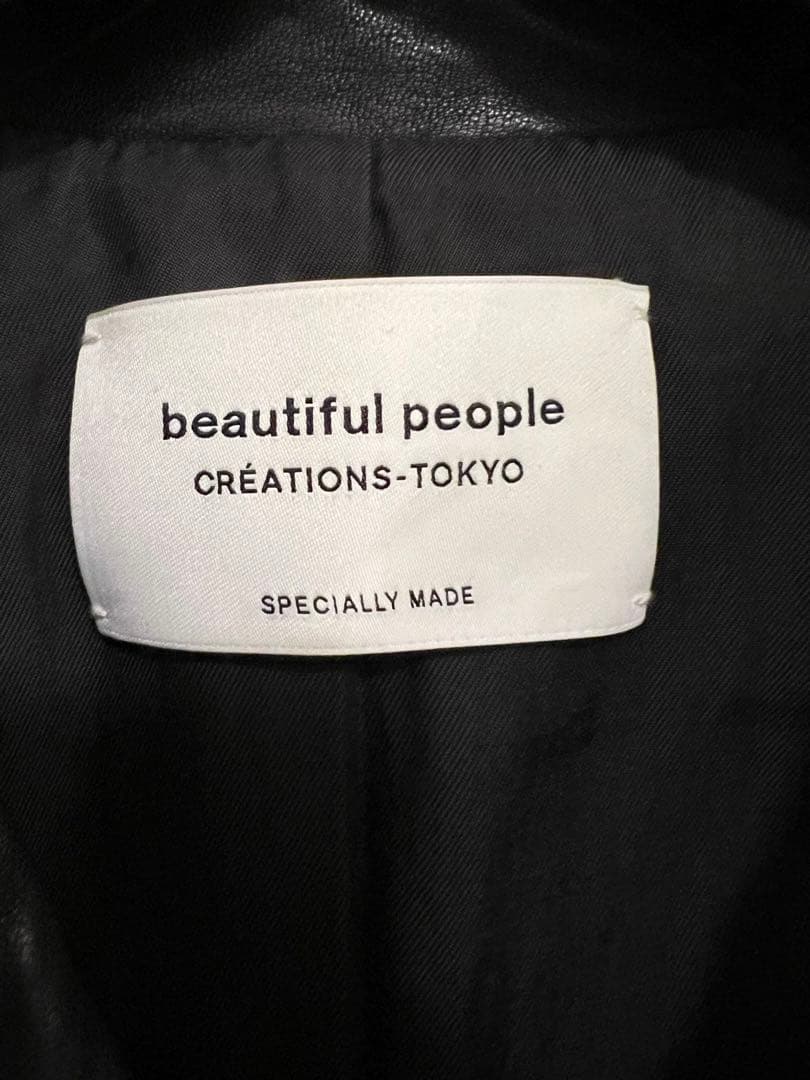 beautiful people
CRÉATIONS-TOKYO
SPECIALLY MADE